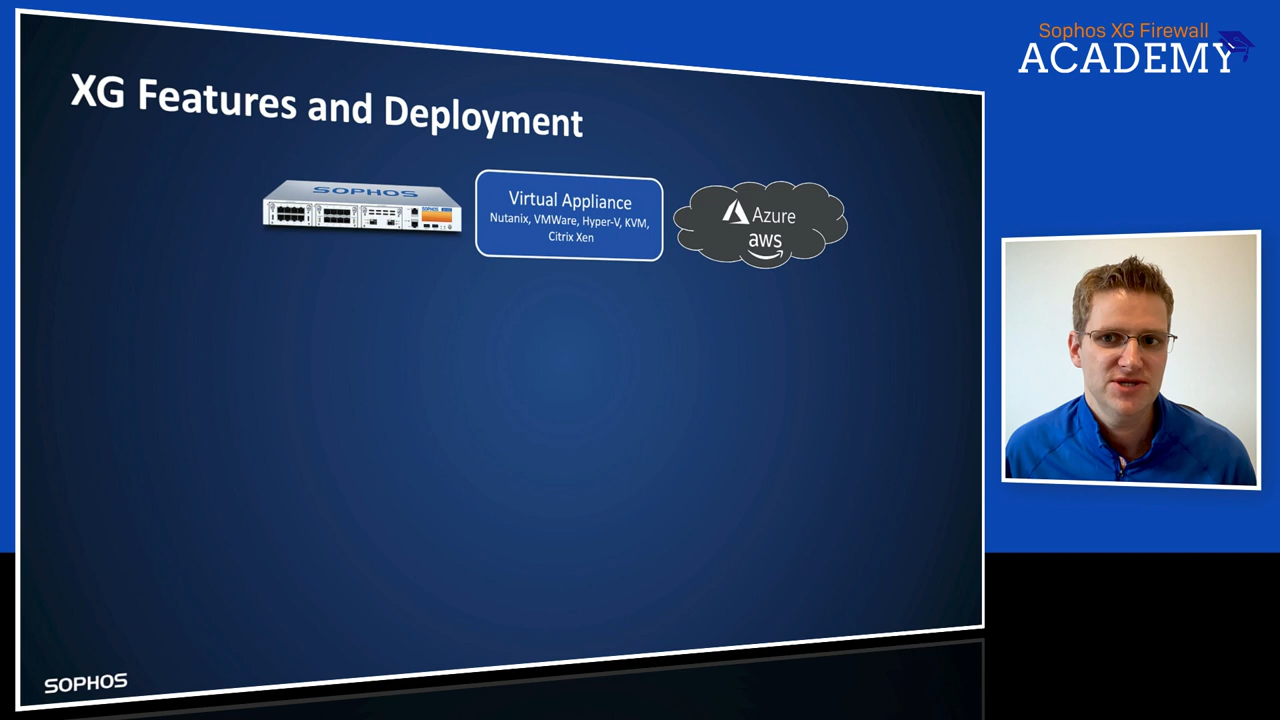 Sophos XG Firewall
ACADEMY
XG Features and Deployment
SOPHOS
Virtual Appliance
Nutanix, VMWare, Hyper-V, KVM,
Citrix Xen
Azure
aws
SOPHOS